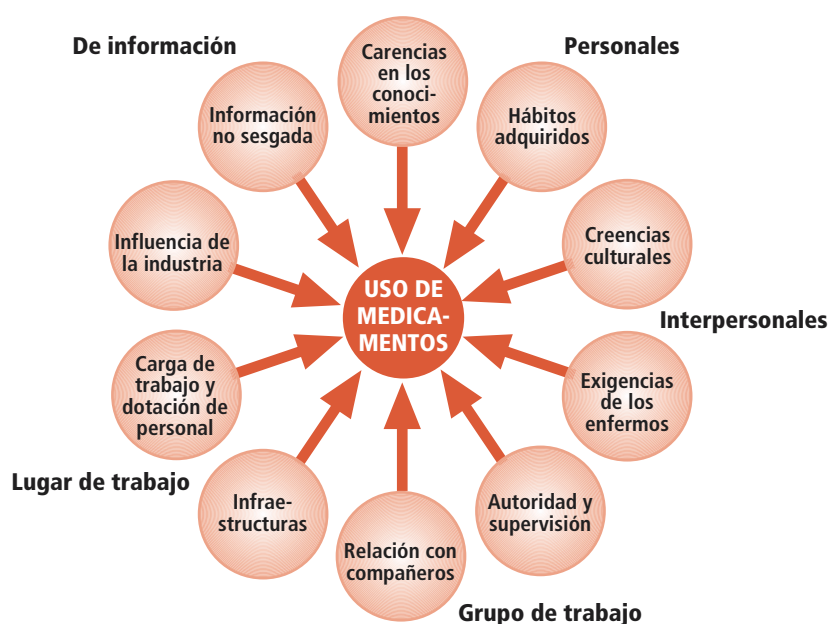 De información
Personales
Carencias
en los
conoci-
mientos
Hábitos
adquiridos
Información
no sesgada
Creencias
culturales
Influencia de
la industria
USO DE
MEDICA-
MENTOS
Interpersonales
Carga de
trabajo y
dotación de
personal
Exigencias
de los
enfermos
Lugar de trabajo
Infrae-
structuras
Autoridad y
supervisión
Relación con
compañeros
Grupo de trabajo